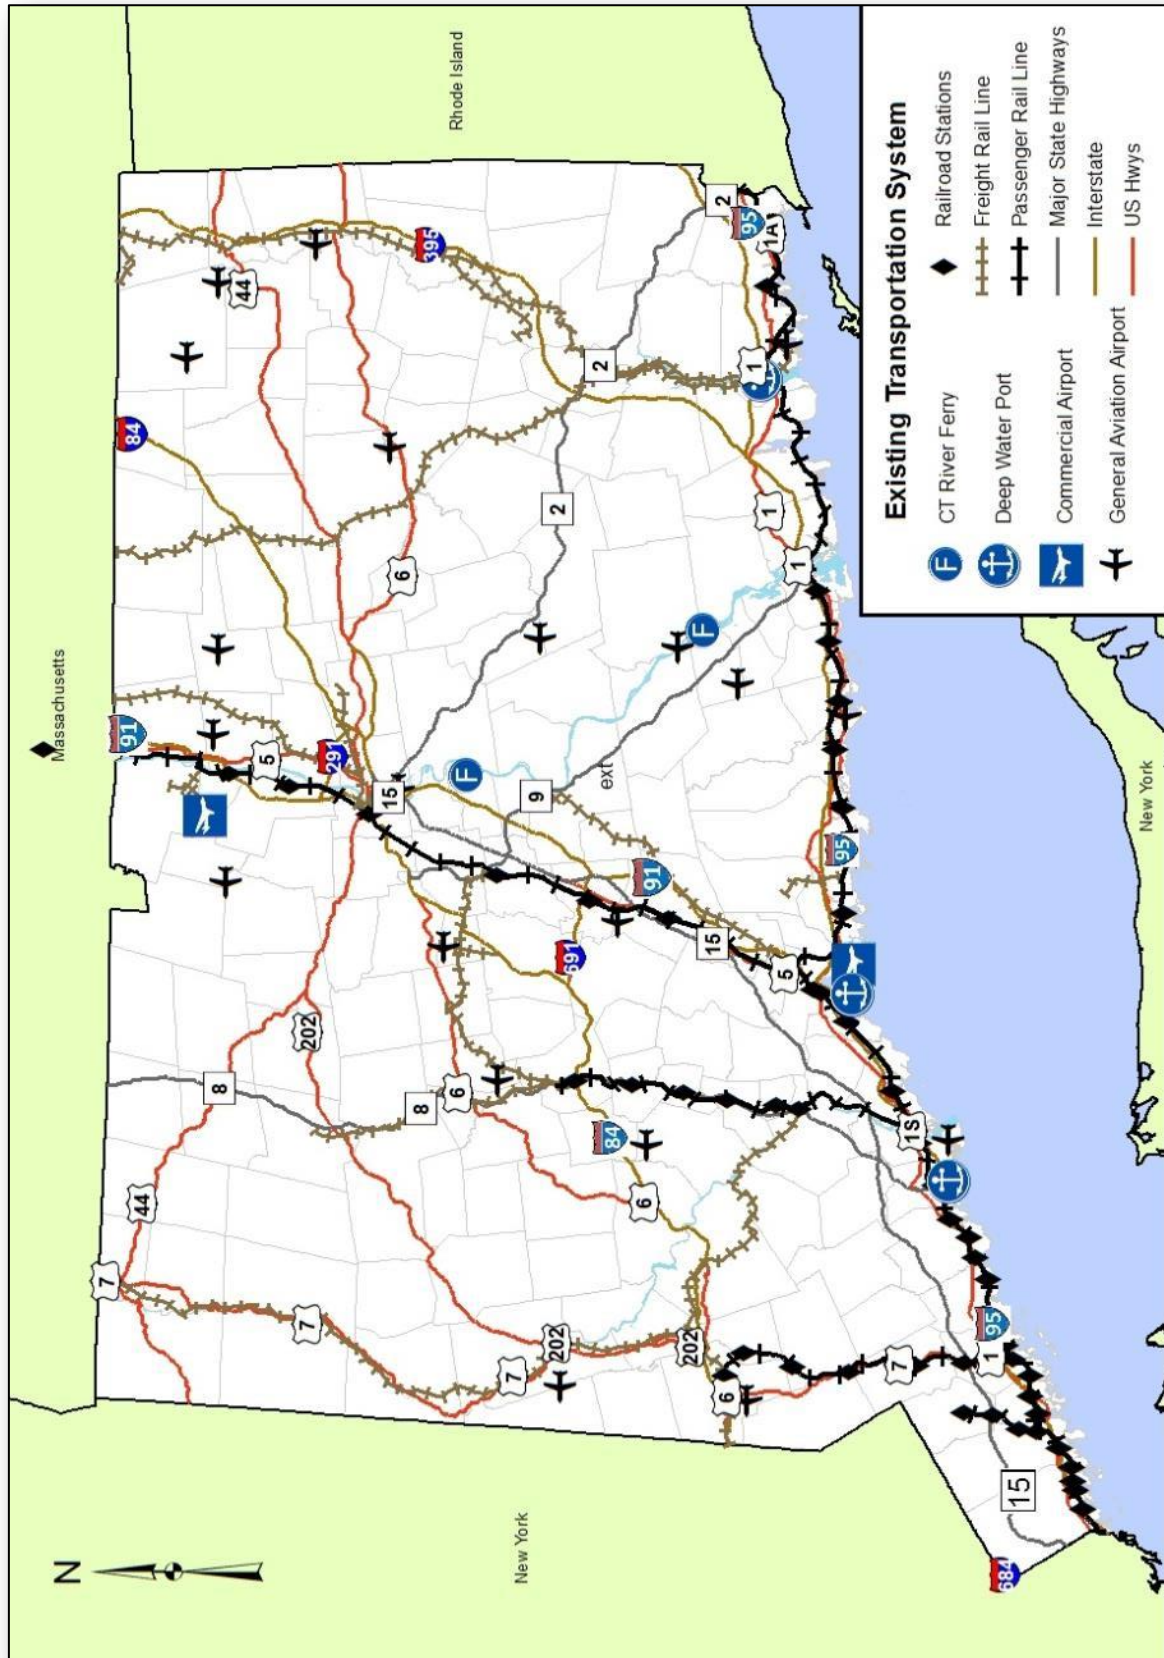 Massachusetts
N
7
91
84
44
8
5
44
7
202
291
15
6
395
Rhode Island
8
6
F
New York
7
202
9
2
691
ext
2
84
6
91
202
15
F
2
6
95
1
1
1A
5
1
95
7
1S
95
1
684
15
New York
Existing Transportation System
F CT River Ferry
Deep Water Port
Commercial Airport
General Aviation Airport
Railroad Stations
Freight Rail Line
Passenger Rail Line
Major State Highways
Interstate
US Hwys